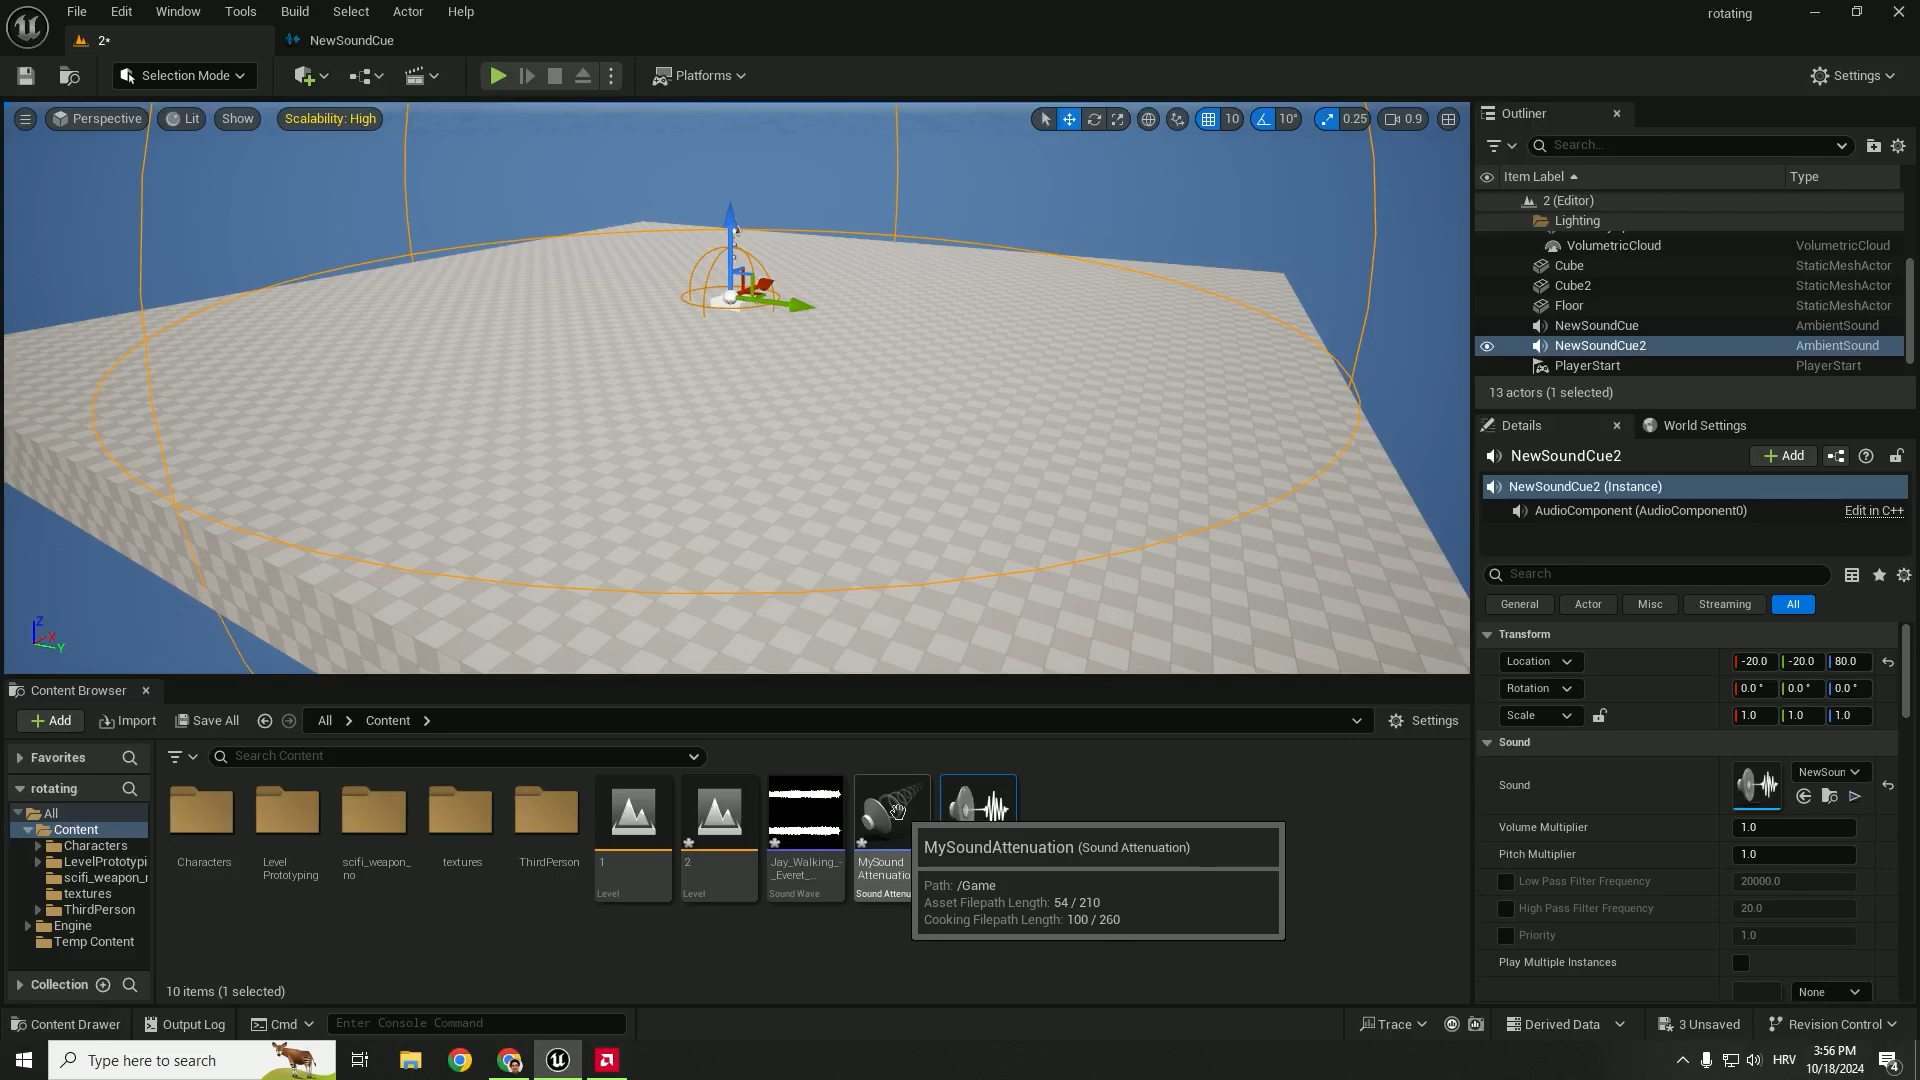 File Edit Window Tools Build Select Actor Help
rotating
2*
NewSoundCue
Selection Mode
Platforms
Settings
Perspective
Lit
Show
Scalability: High
10
10°
0.25
0.9
Outliner
Search...
Item Label
Type
2 (Editor)
Lighting
VolumetricCloud VolumetricCloud
Cube StaticMeshActor
Cube2 StaticMeshActor
Floor StaticMeshActor
NewSoundCue AmbientSound
NewSoundCue2 AmbientSound
PlayerStart PlayerStart
13 actors (1 selected)
Details
World Settings
NewSoundCue2
Add
NewSoundCue2 (Instance)
AudioComponent (AudioComponent0) Edit in C++
Search
General Actor Misc Streaming All
Transform
Location -20.0 -20.0 80.0
Rotation 0.0° 0.0° 0.0°
Scale 1.0 1.0 1.0
Sound
Sound NewSoun
Volume Multiplier 1.0
Pitch Multiplier 1.0
Low Pass Filter Frequency 20000.0
High Pass Filter Frequency 20.0
Priority 1.0
Play Multiple Instances
None
Z
X
Y
Content Browser
Add Import Save All All Content Settings
Favorites
Search Content
rotating
All
Content
Characters
LevelPrototypi
scifi_weapon_r
textures
ThirdPerson
Engine
Temp Content
Collection
Characters
Level
Prototyping
scifi_weapon_
no
textures
ThirdPerson
1
Level
2
Level
Jay_Walking_-
_Everet_...
Sound Wave
MySound
Attenuatio
Sound Attenu
MySoundAttenuation (Sound Attenuation)
Path: /Game
Asset Filepath Length: 54 / 210
Cooking Filepath Length: 100 / 260
10 items (1 selected)
Content Drawer Output Log Cmd Enter Console Command Trace Derived Data 3 Unsaved Revision Control
Type here to search
HRV
3:56 PM
10/18/2024
4